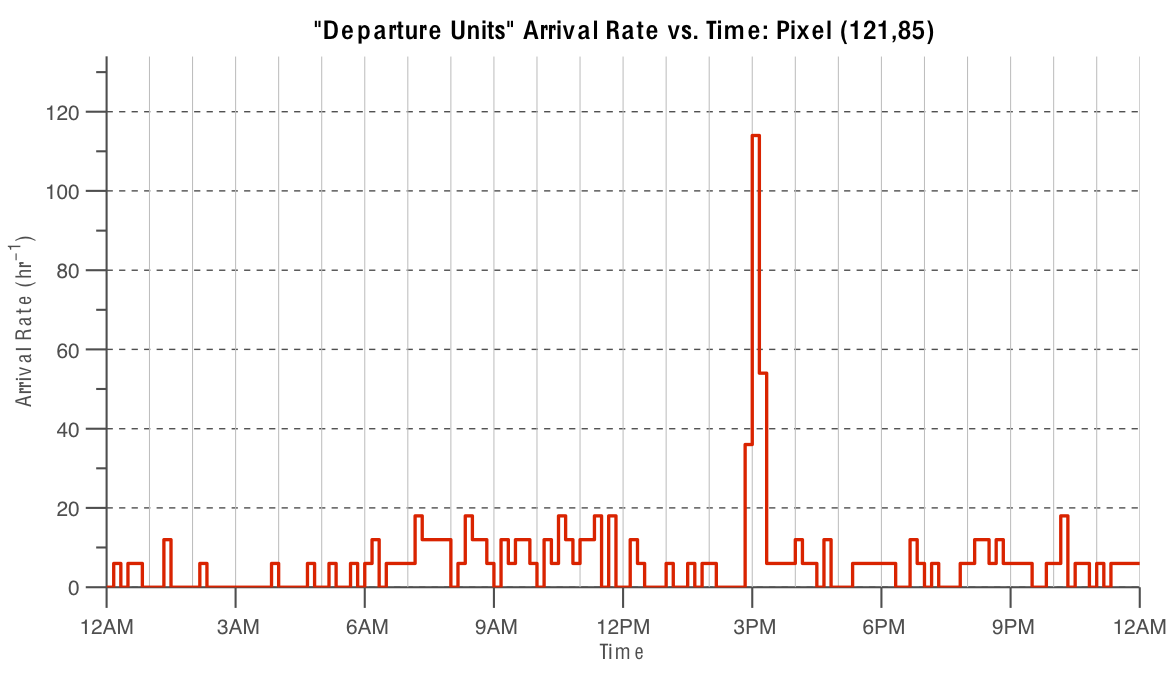 "Departure Units" Arrival Rate vs. Time: Pixel (121,85)
Arrival Rate (hr⁻¹)
120
100
80
60
40
20
0
12AM 3AM 6AM 9AM 12PM 3PM 6PM 9PM 12AM
Time